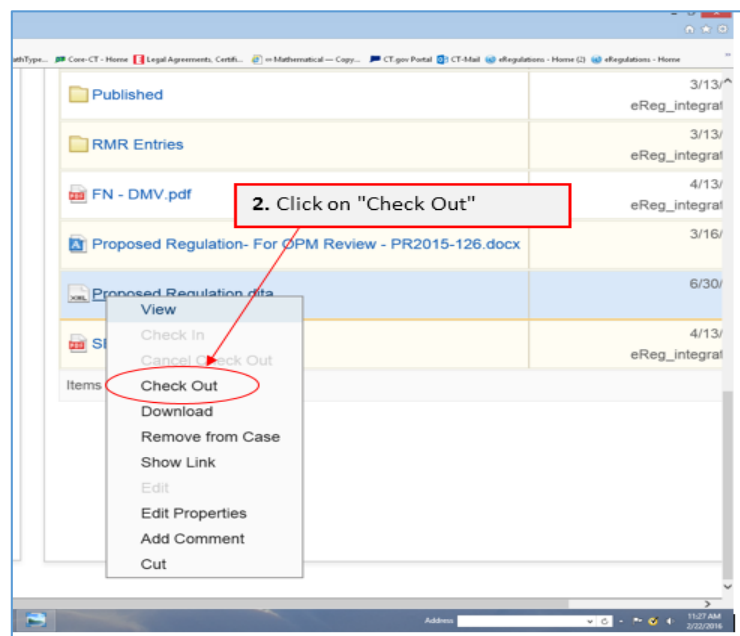 athType... Core-CT - Home Legal Agreements, Certifi... Mathematical — Copy... CT.gov Portal CT-Mail eRegulations - Home (2) eRegulations - Home
Published 3/13/
eReg_integrat
RMR Entries 3/13/
eReg_integrat
FN - DMV.pdf 4/13/
eReg_integrat
2. Click on "Check Out"
Proposed Regulation- For OPM Review - PR2015-126.docx 3/16/
Proposed Regulation.dita 6/30/
View
Check In
SI 4/13/
eReg_integrat
Cancel Check Out
Items
Check Out
Download
Remove from Case
Show Link
Edit
Edit Properties
Add Comment
Cut
Address
11:27 AM
2/22/2016